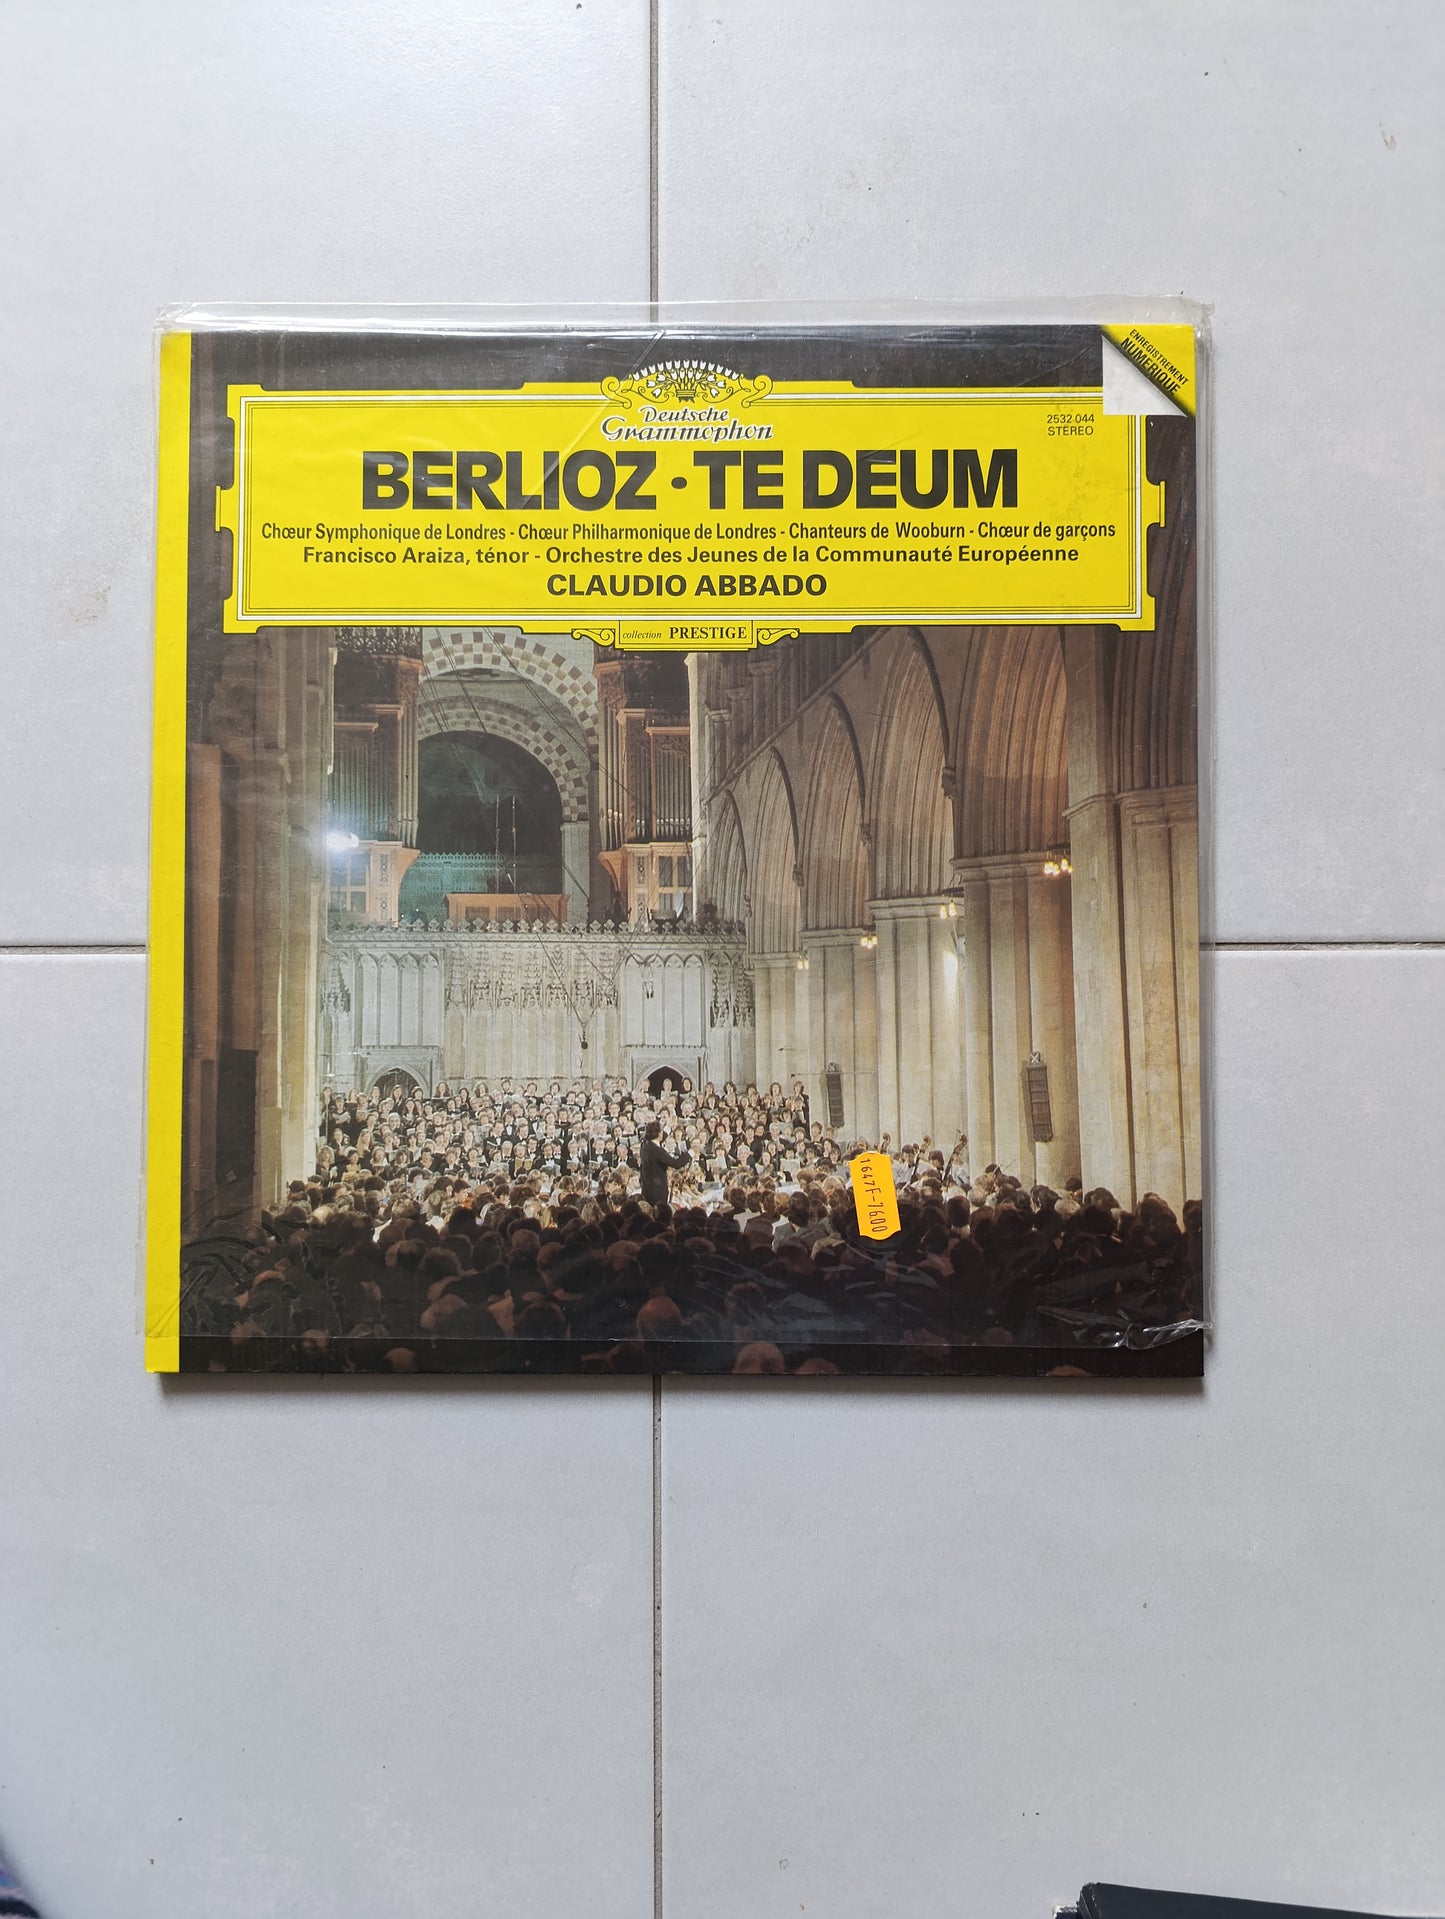 ENREGISTREMENT
NUMERIQUE
Deutsche
Grammophon
2532 044
STEREO
BERLIOZ · TE DEUM
Chœur Symphonique de Londres - Chœur Philharmonique de Londres - Chanteurs de Wooburn - Chœur de garçons
Francisco Araiza, ténor - Orchestre des Jeunes de la Communauté Européenne
CLAUDIO ABBADO
collection PRESTIGE
1647F-7600